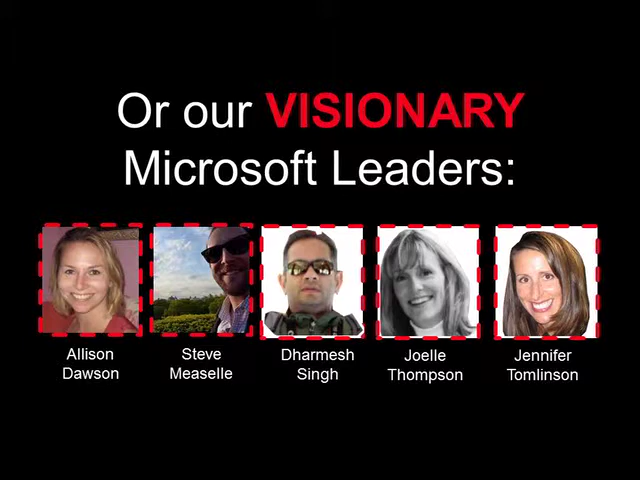 Or our VISIONARY
Microsoft Leaders:
Allison
Dawson
Steve
Measelle
Dharmesh
Singh
Joelle
Thompson
Jennifer
Tomlinson